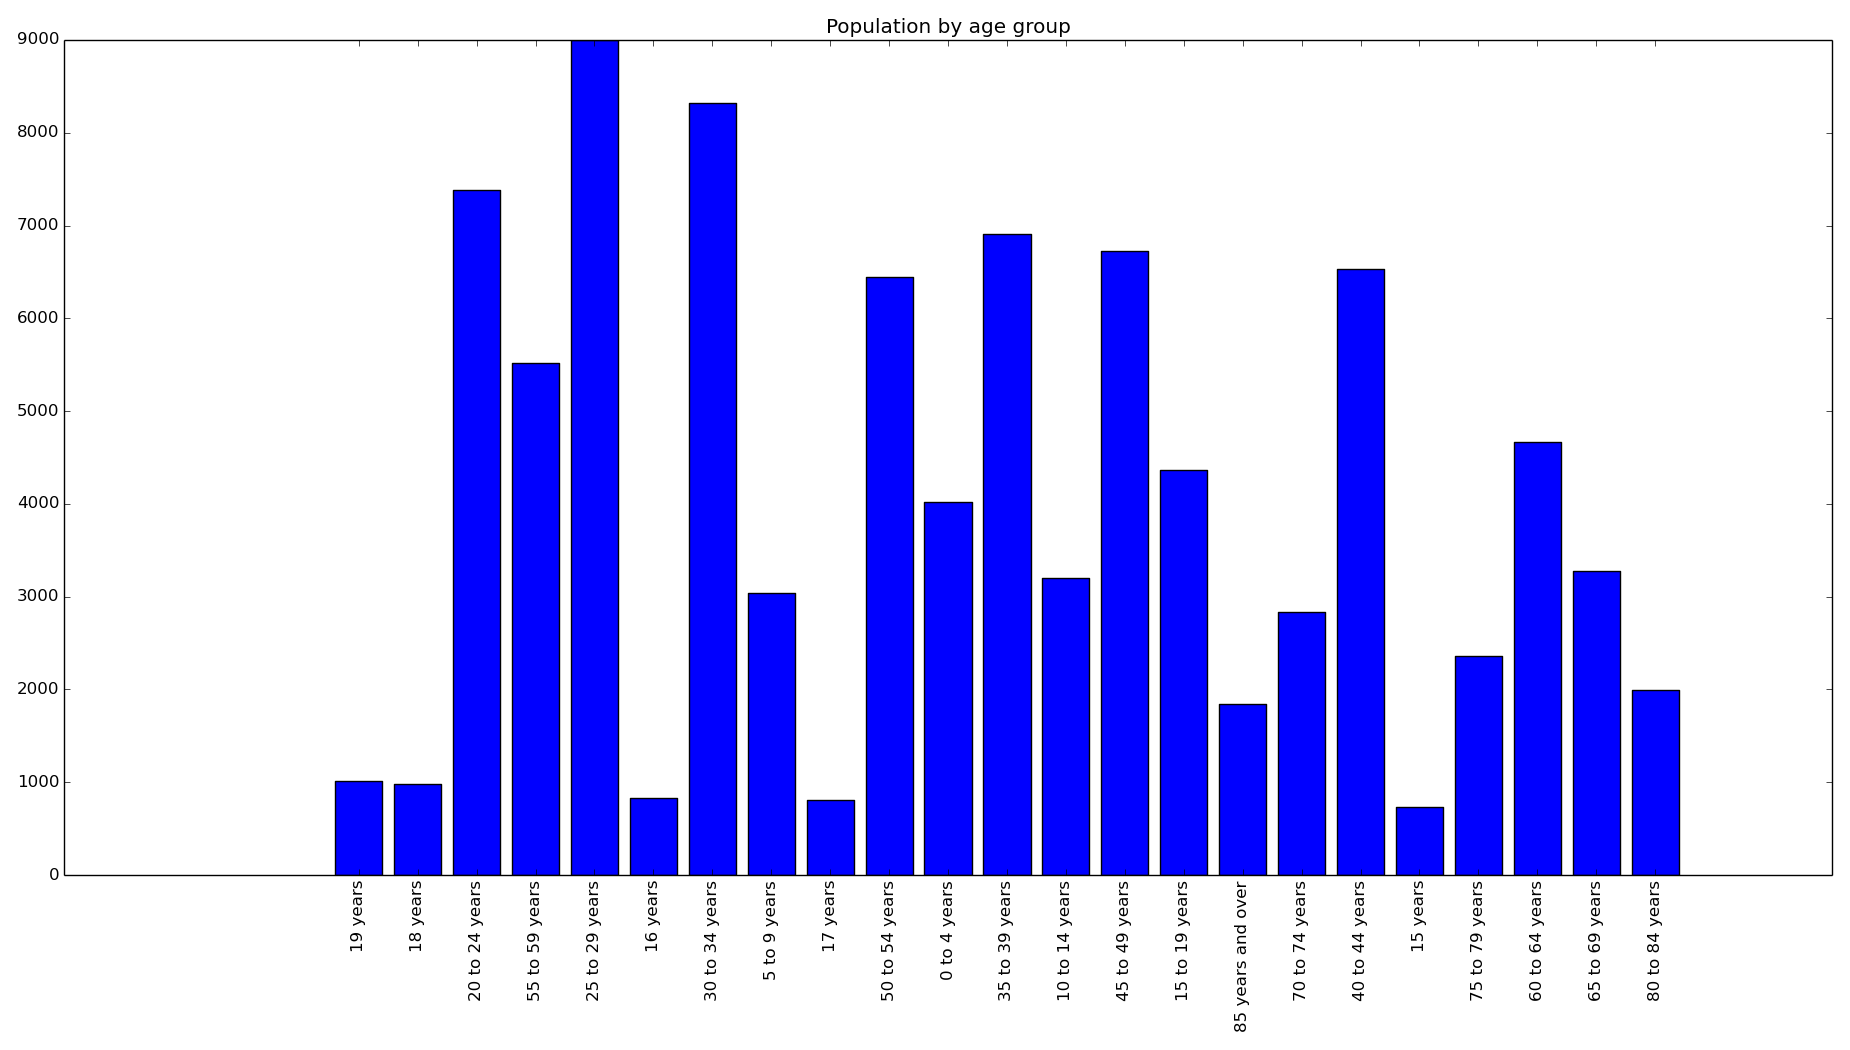 Population by age group
9000
8000
7000
6000
5000
4000
3000
2000
1000
0
19 years
18 years
20 to 24 years
55 to 59 years
25 to 29 years
16 years
30 to 34 years
5 to 9 years
17 years
50 to 54 years
0 to 4 years
35 to 39 years
10 to 14 years
45 to 49 years
15 to 19 years
85 years and over
70 to 74 years
40 to 44 years
15 years
75 to 79 years
60 to 64 years
65 to 69 years
80 to 84 years